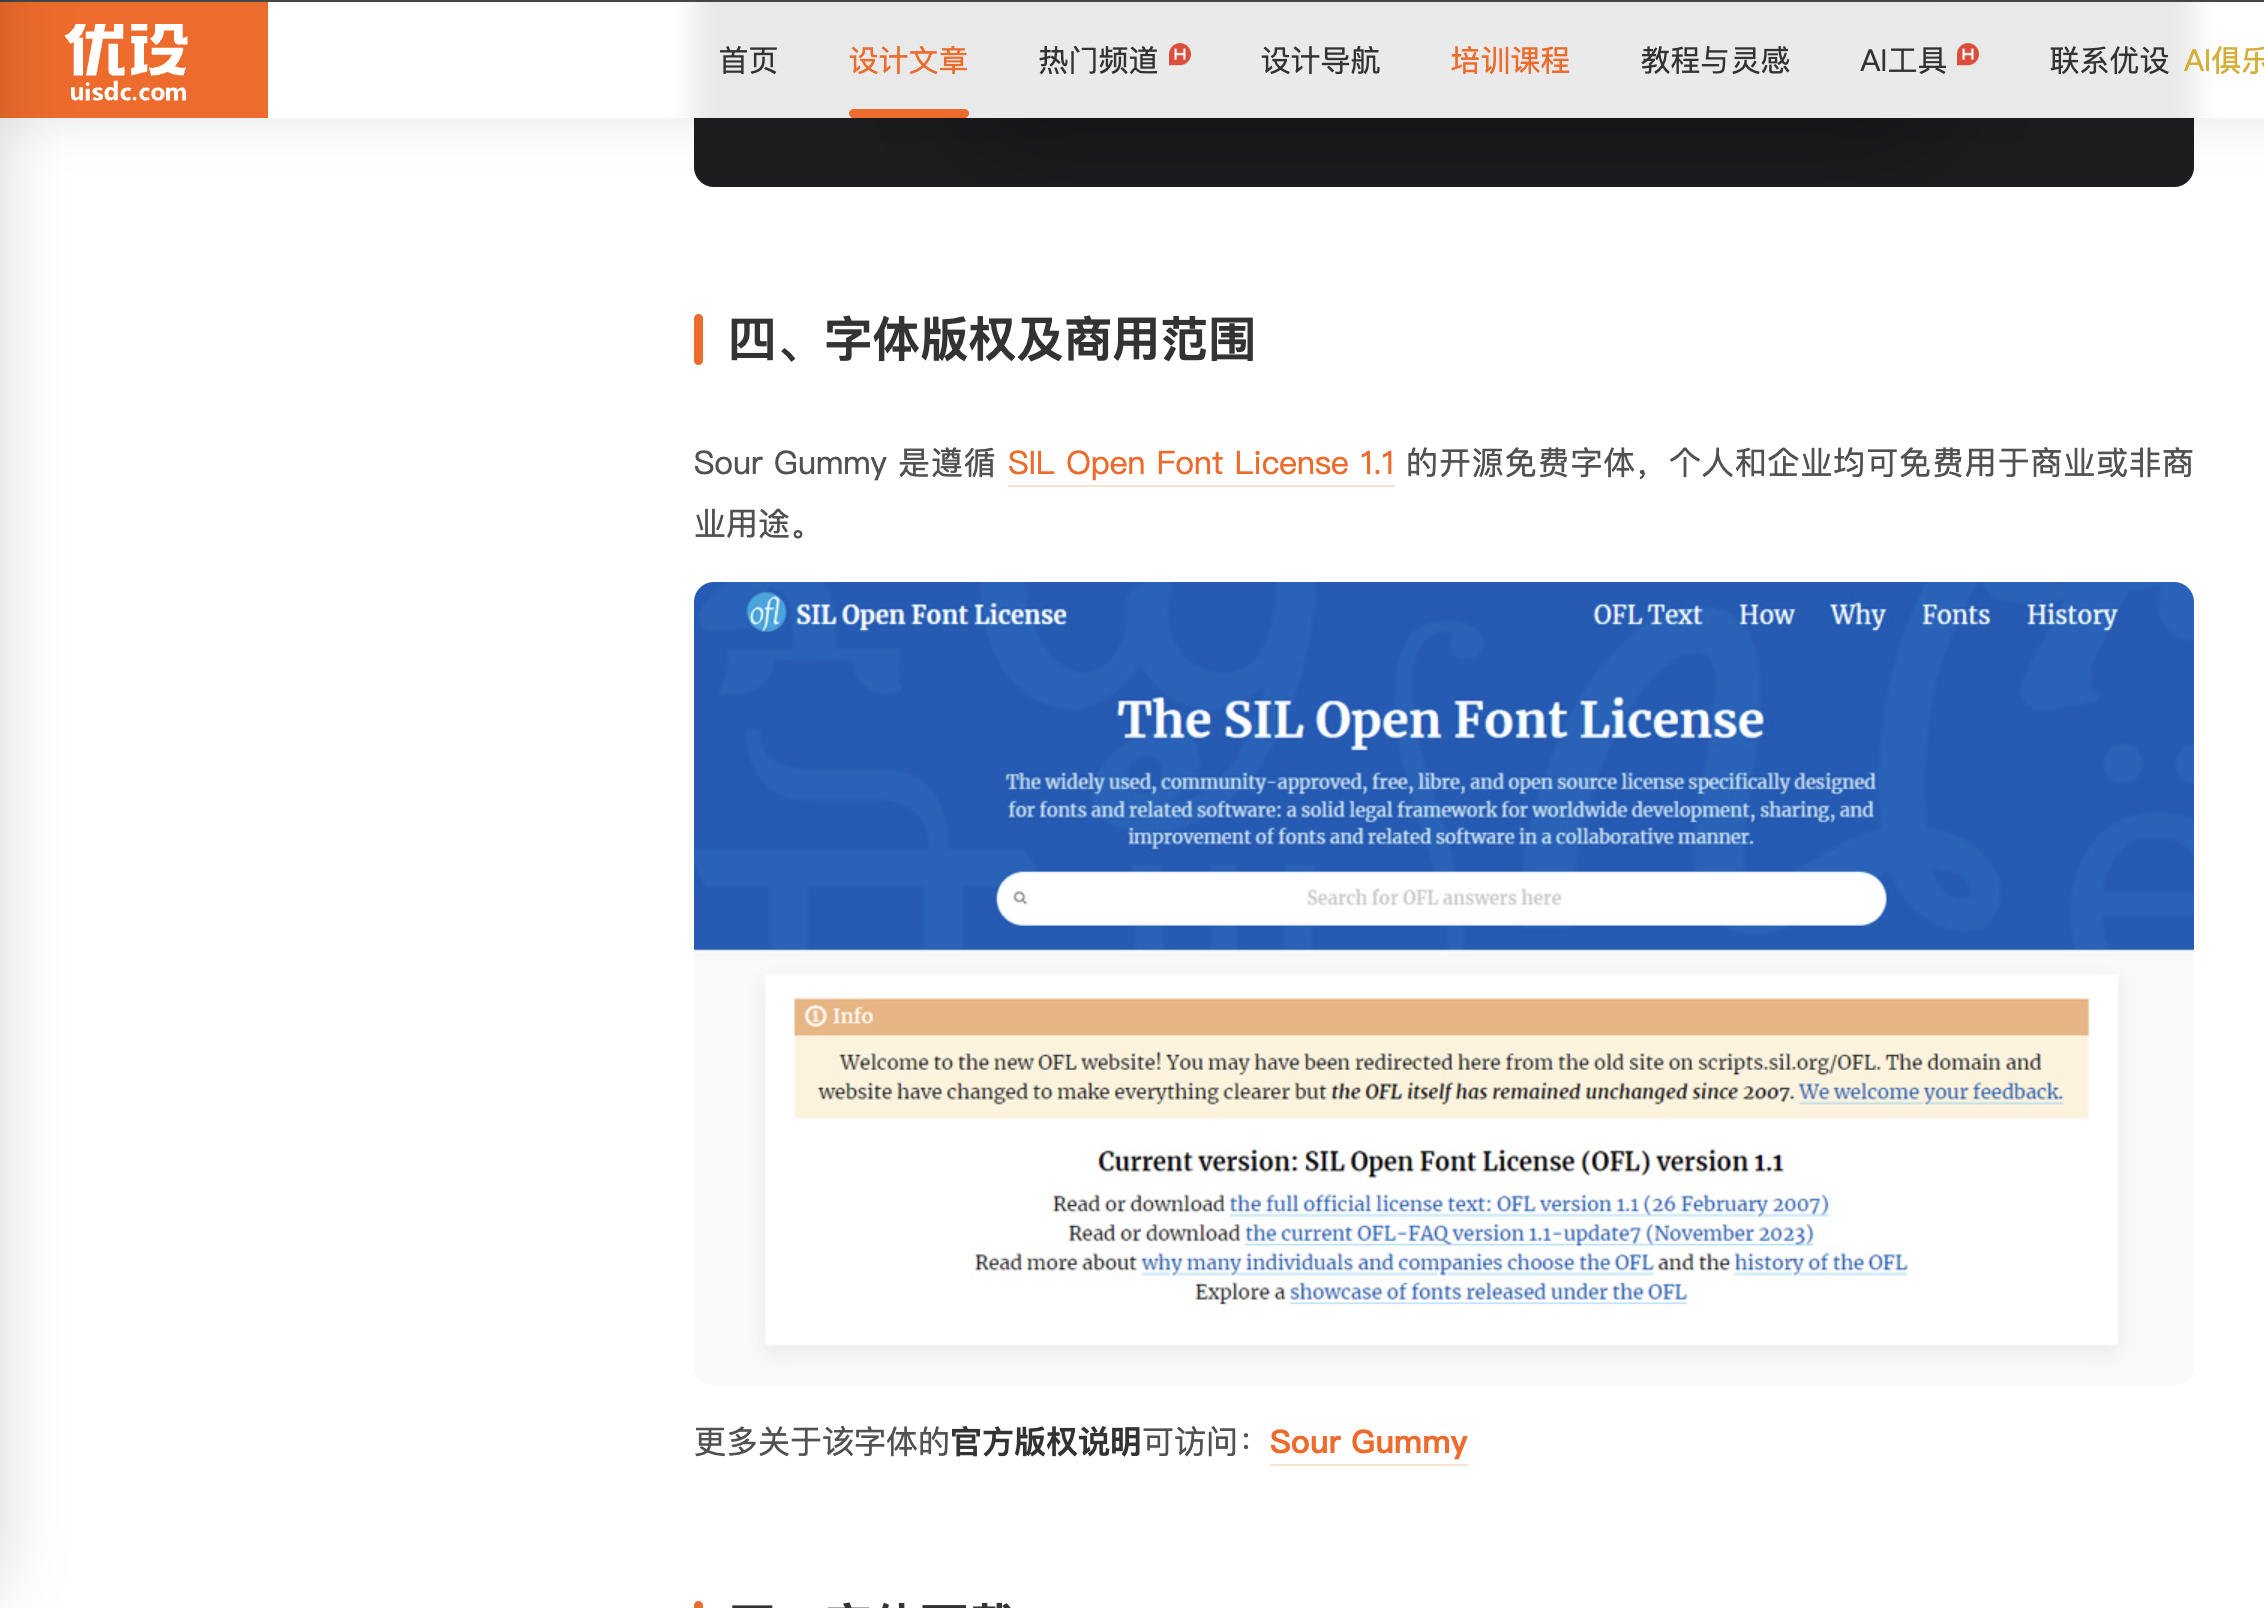 优设
uisdc.com
首页 设计文章 热门频道 H 设计导航 培训课程 教程与灵感 AI工具 H 联系优设 AI俱乐
四、字体版权及商用范围
Sour Gummy 是遵循 SIL Open Font License 1.1 的开源免费字体，个人和企业均可免费用于商业或非商
业用途。
ofl SIL Open Font License OFL Text How Why Fonts History
The SIL Open Font License
The widely used, community-approved, free, libre, and open source license specifically designed
for fonts and related software: a solid legal framework for worldwide development, sharing, and
improvement of fonts and related software in a collaborative manner.
Search for OFL answers here
Info
Welcome to the new OFL website! You may have been redirected here from the old site on scripts.sil.org/OFL. The domain and
website have changed to make everything clearer but the OFL itself has remained unchanged since 2007. We welcome your feedback.
Current version: SIL Open Font License (OFL) version 1.1
Read or download the full official license text: OFL version 1.1 (26 February 2007)
Read or download the current OFL-FAQ version 1.1-update7 (November 2023)
Read more about why many individuals and companies choose the OFL and the history of the OFL
Explore a showcase of fonts released under the OFL
更多关于该字体的官方版权说明可访问：Sour Gummy